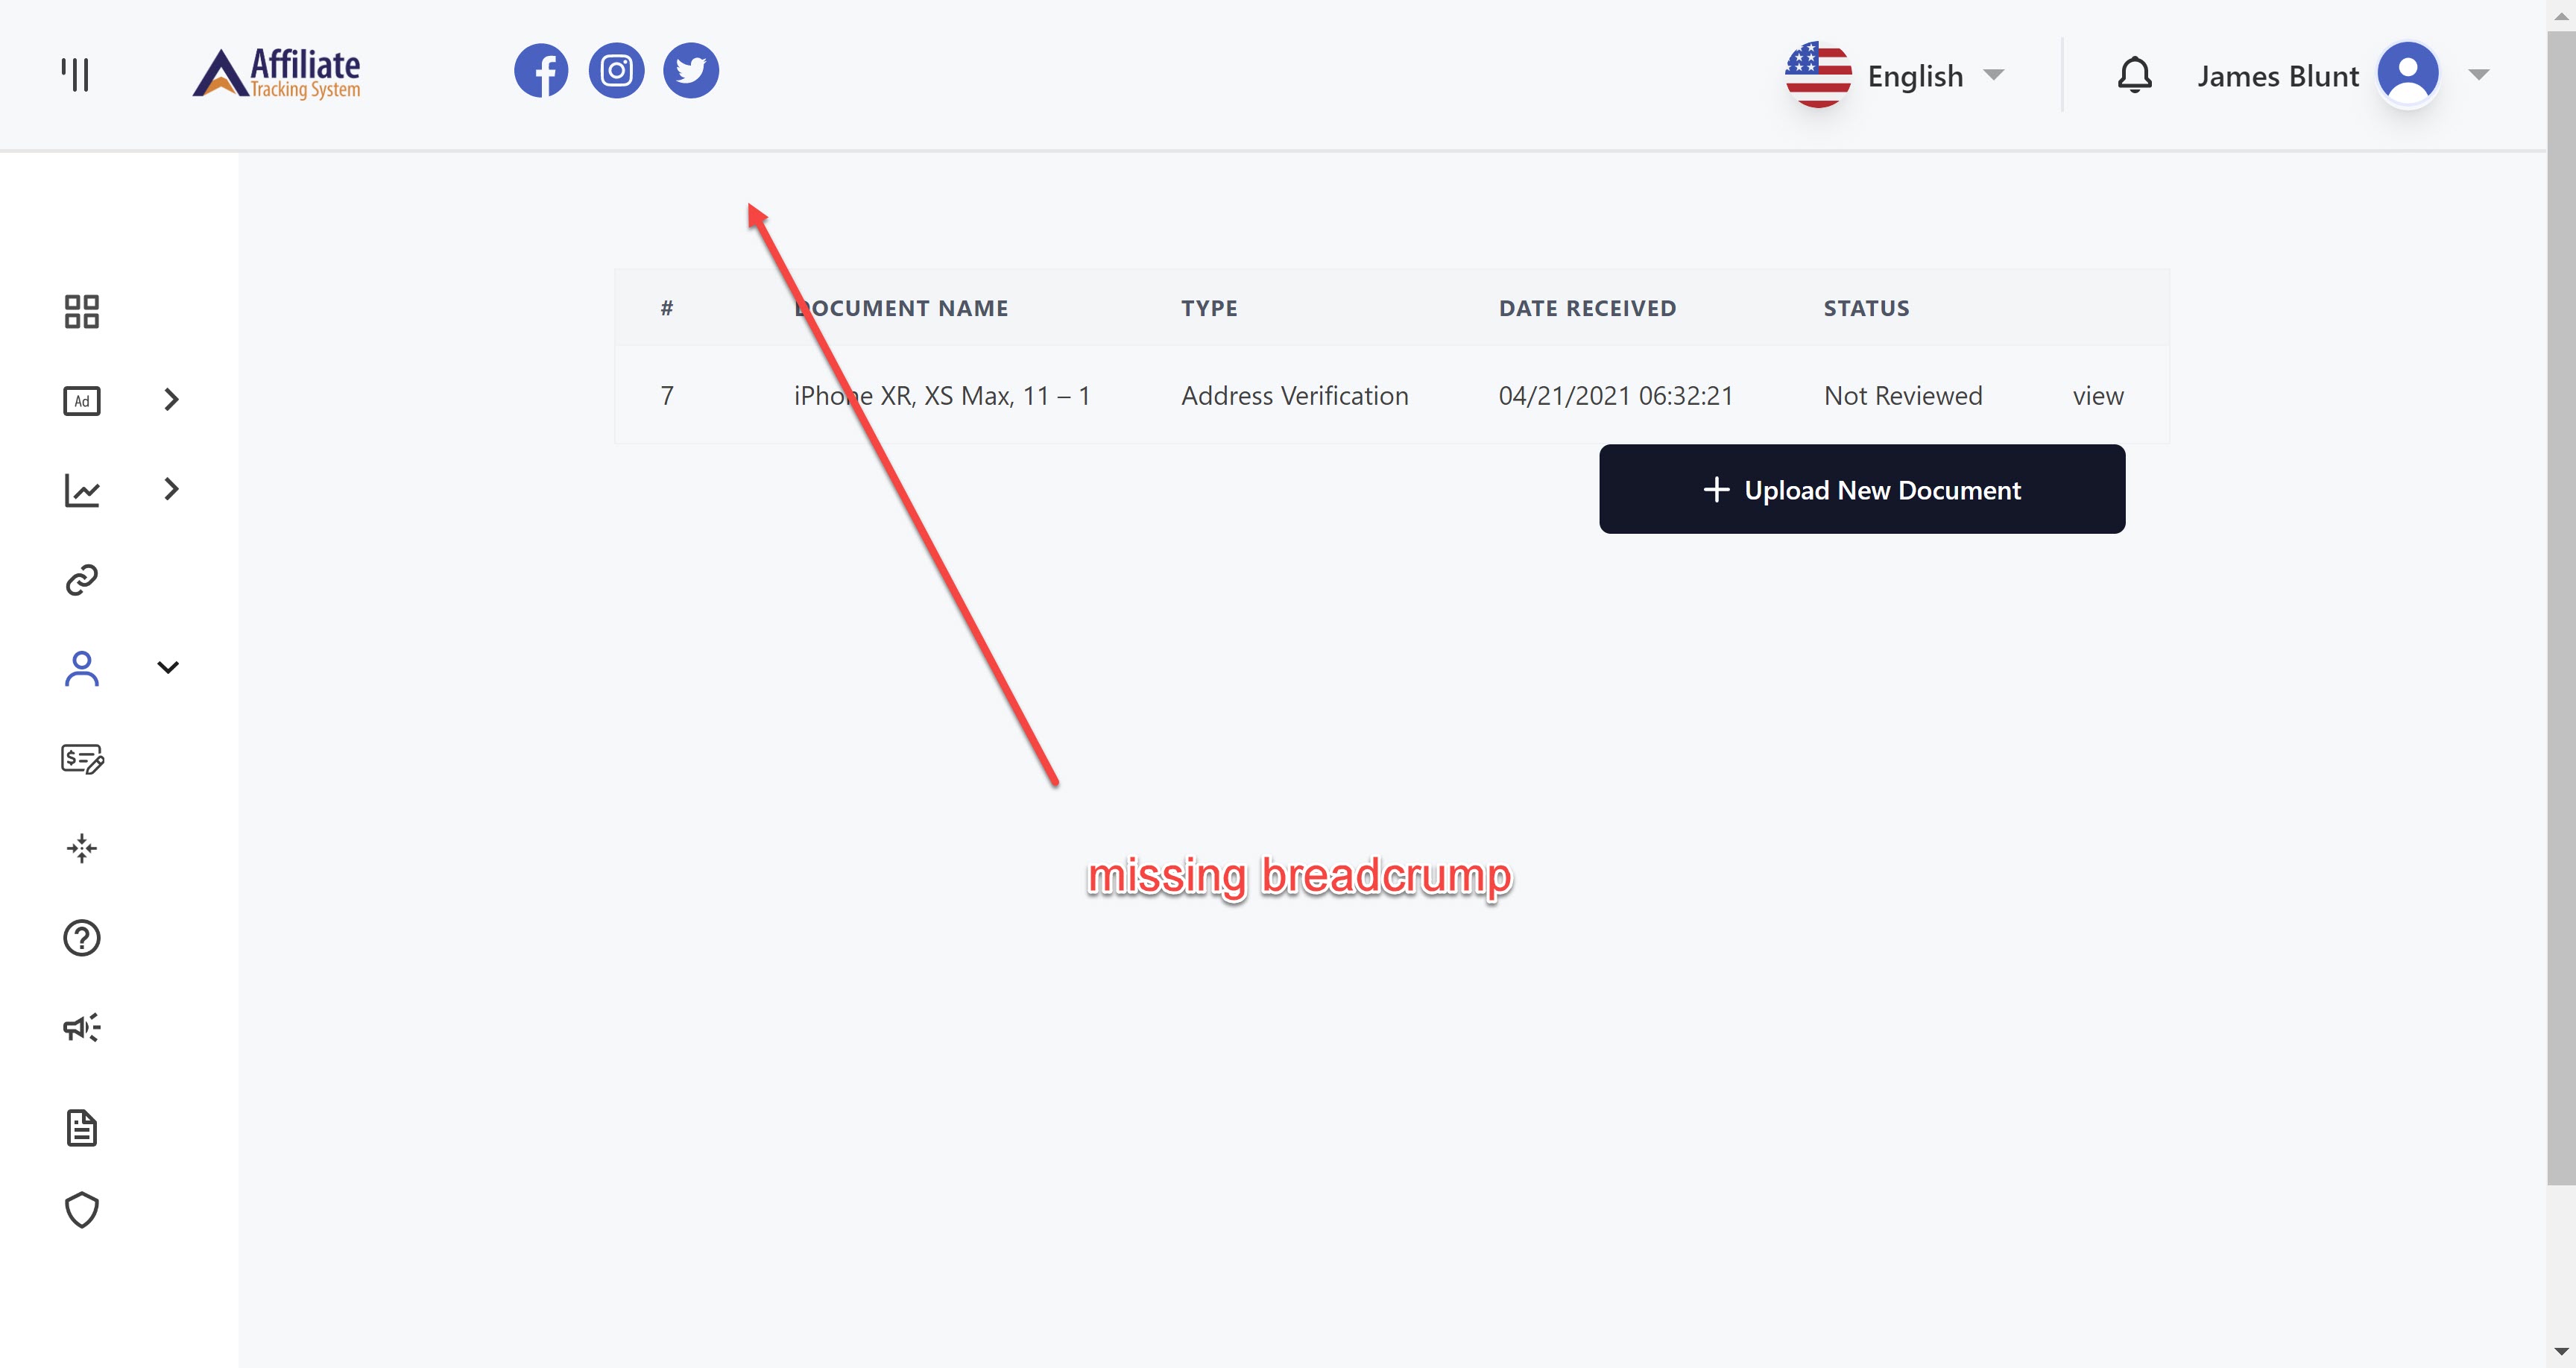 Affiliate
Tracking System
English
James Blunt
# DOCUMENT NAME TYPE DATE RECEIVED STATUS
7 iPhone XR, XS Max, 11 – 1 Address Verification 04/21/2021 06:32:21 Not Reviewed view
Ad
+ Upload New Document
$
missing breadcrump
?